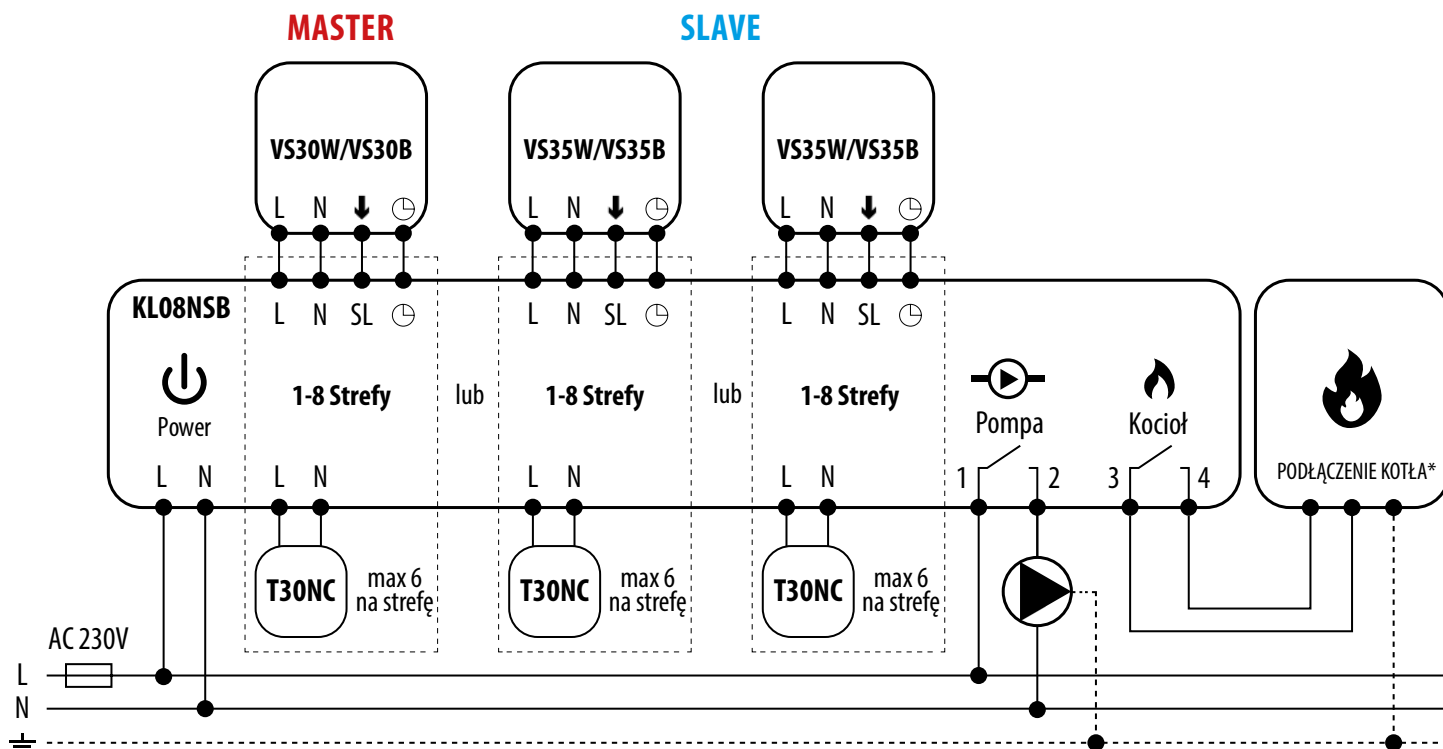 MASTER SLAVE
VS30W/VS30B VS35W/VS35B VS35W/VS35B
L N L N L N
KL08NSB L N SL L N SL L N SL
Power 1-8 Strefy lub 1-8 Strefy lub 1-8 Strefy Pompa Kocioł
PODŁĄCZENIE KOTŁA*
L N L N L N L N 1 2 3 4
T30NC max 6 T30NC max 6 T30NC max 6
na strefę na strefę na strefę
AC 230V
L
N